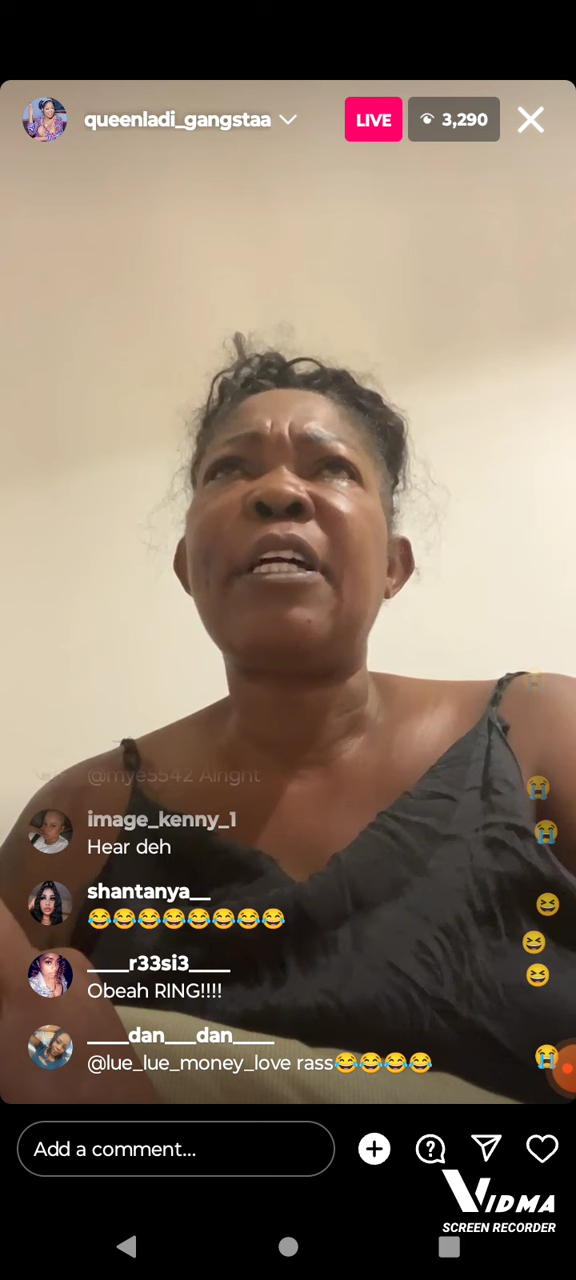 queenladi_gangstaa
LIVE
3,290
@mye5542 Alright
image_kenny_1
Hear deh
shantanya__
😂😂😂😂😂😂😂😂
____r33si3____
Obeah RING!!!!
____dan___dan____
@lue_lue_money_love rass😂😂😂😂
Add a comment...
VIDMA
SCREEN RECORDER